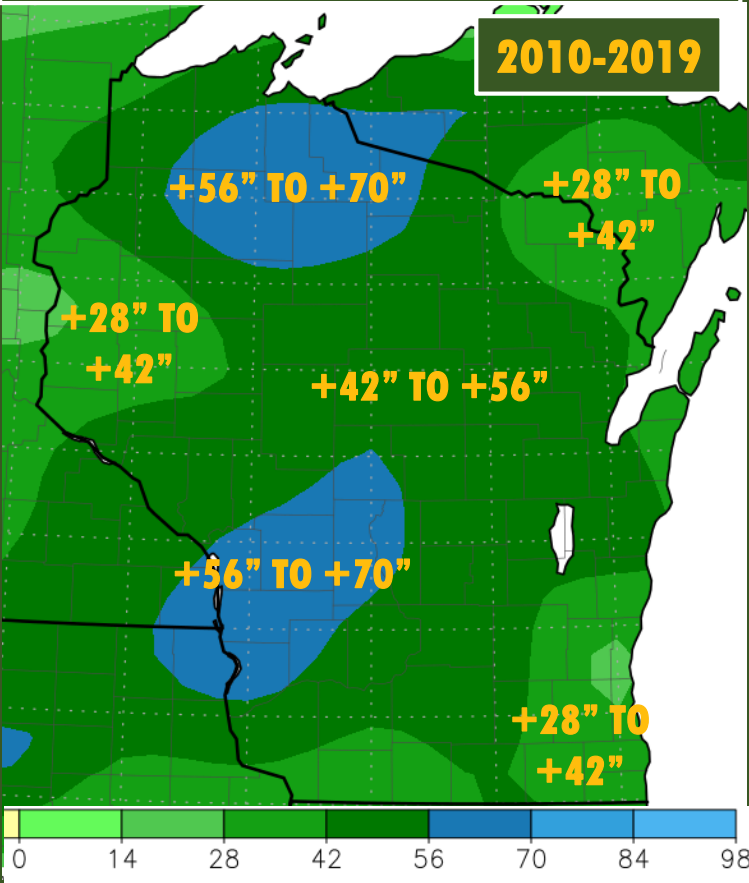 2010-2019
+56” TO +70”
+28” TO
+42”
+28” TO
+42”
+42” TO +56”
+56” TO +70”
+28” TO
+42”
0 14 28 42 56 70 84 98